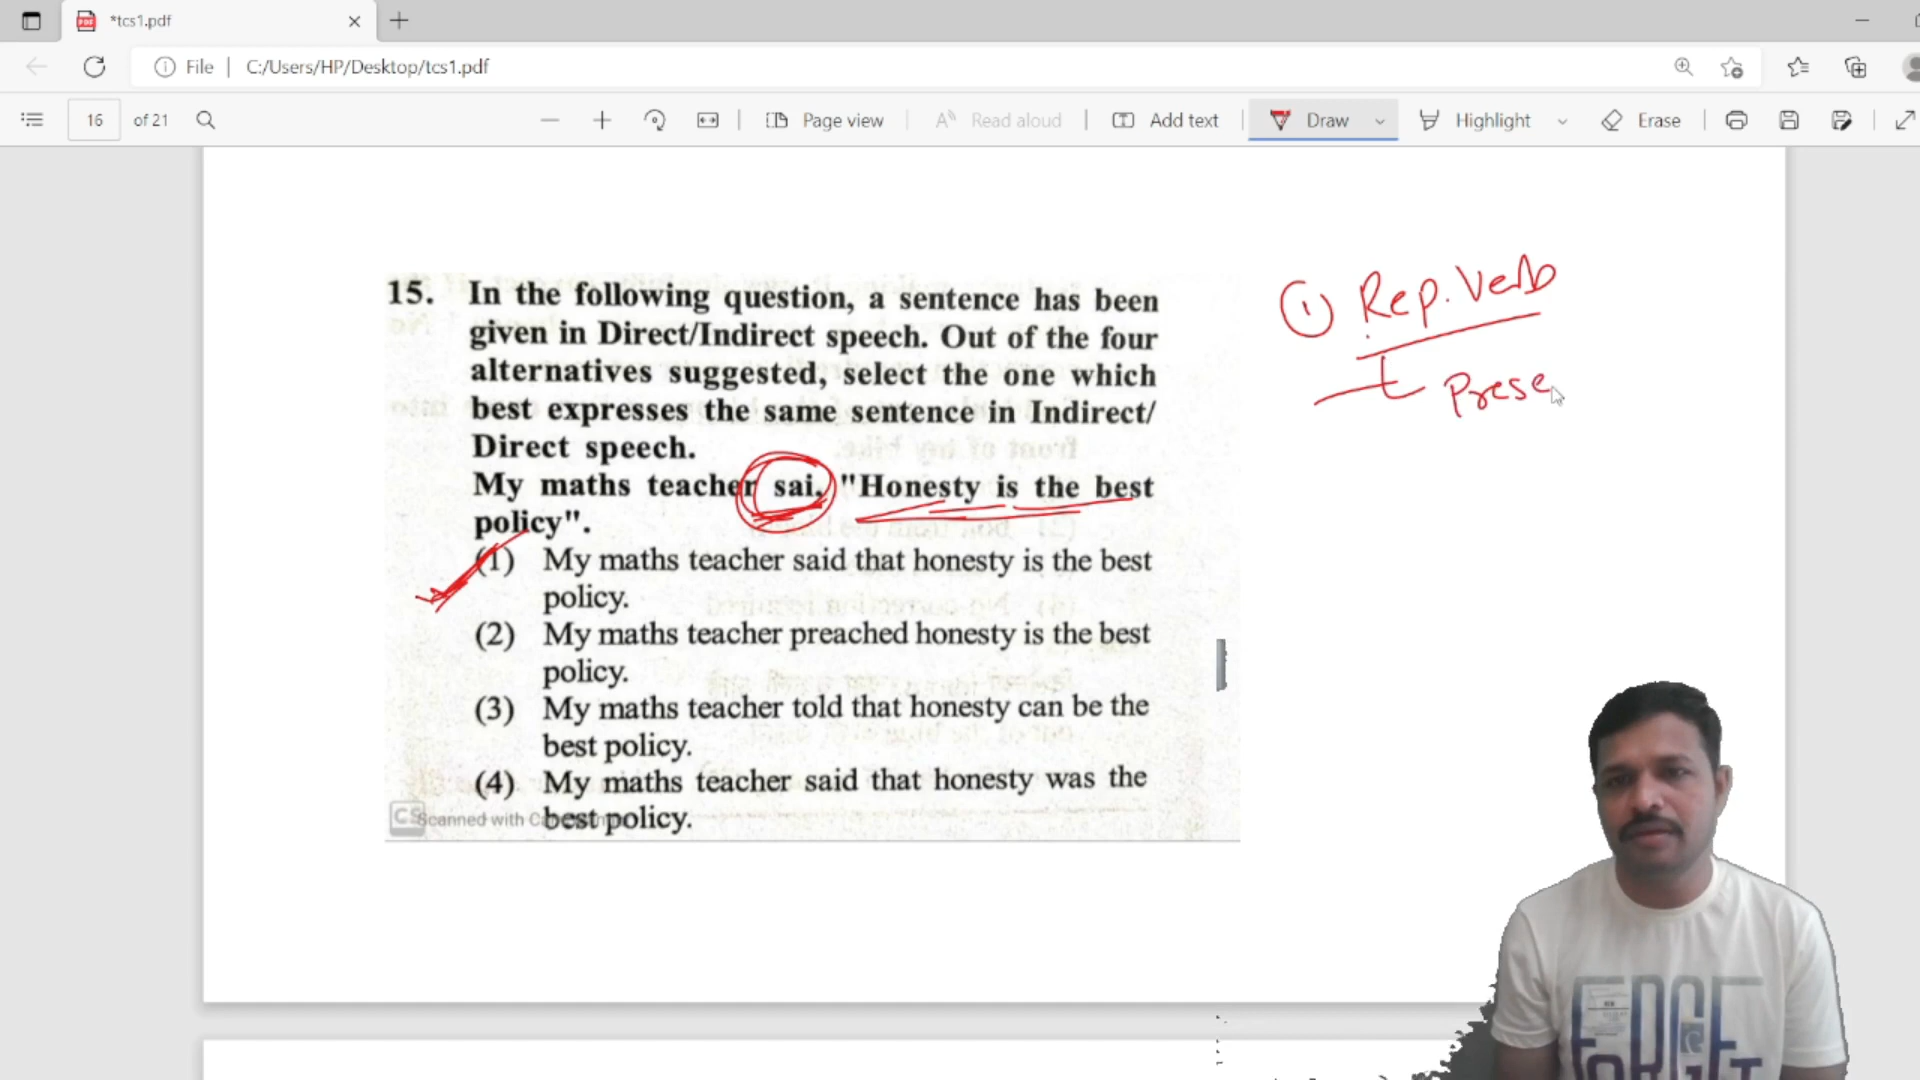 *tcs1.pdf
File | C:/Users/HP/Desktop/tcs1.pdf
16 of 21 Page view Read aloud Add text Draw Highlight Erase
15. In the following question, a sentence has been
given in Direct/Indirect speech. Out of the four
alternatives suggested, select the one which
best expresses the same sentence in Indirect/
Direct speech.
My maths teacher sai, "Honesty is the best
policy".
(1) My maths teacher said that honesty is the best
policy.
(2) My maths teacher preached honesty is the best
policy.
(3) My maths teacher told that honesty can be the
best policy.
(4) My maths teacher said that honesty was the
best policy.
CS Scanned with
① Rep. Verb
t Prese